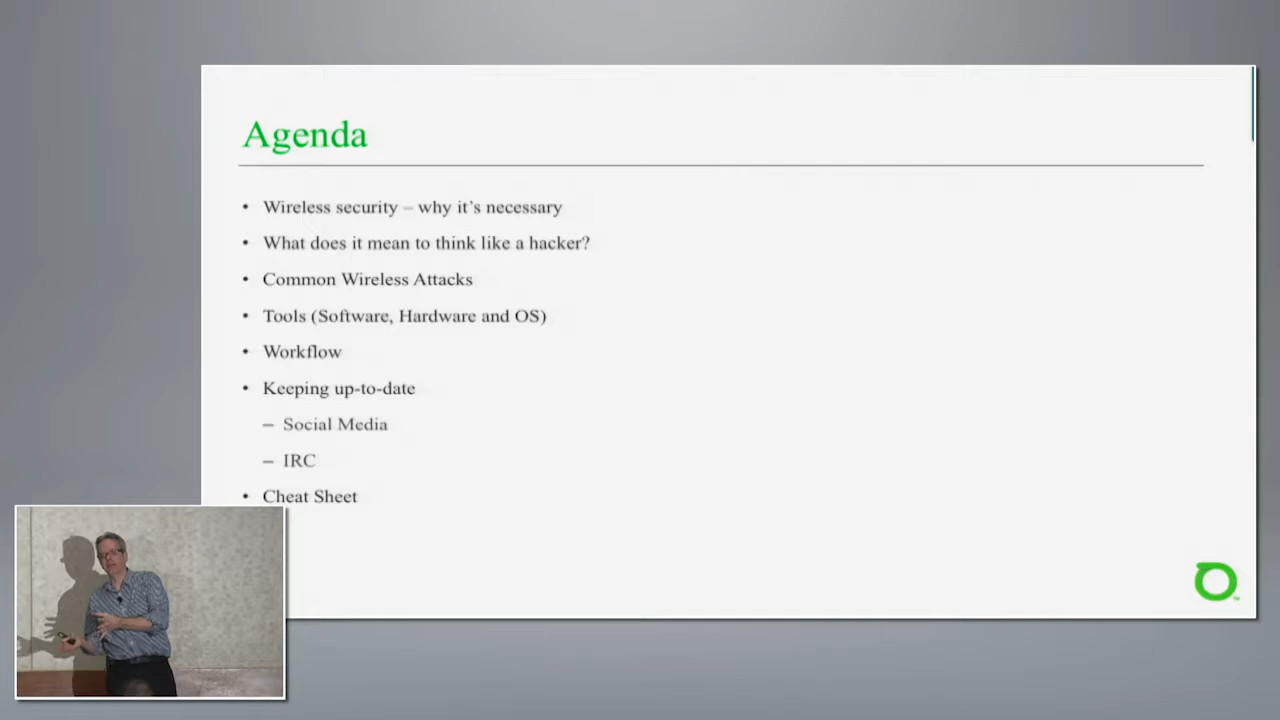 Agenda
• Wireless security – why it's necessary
• What does it mean to think like a hacker?
• Common Wireless Attacks
• Tools (Software, Hardware and OS)
• Workflow
• Keeping up-to-date
– Social Media
– IRC
• Cheat Sheet